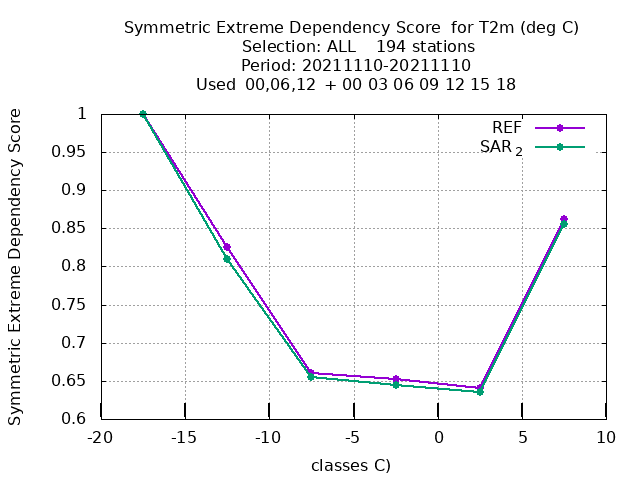 Symmetric Extreme Dependency Score  for T2m (deg C)
Selection: ALL    194 stations
Period: 20211110-20211110
Used  00,06,12  + 00 03 06 09 12 15 18
Symmetric Extreme Dependency Score
1
0.95
0.9
0.85
0.8
0.75
0.7
0.65
0.6
REF
SAR 2
-20 -15 -10 -5 0 5 10
classes C)